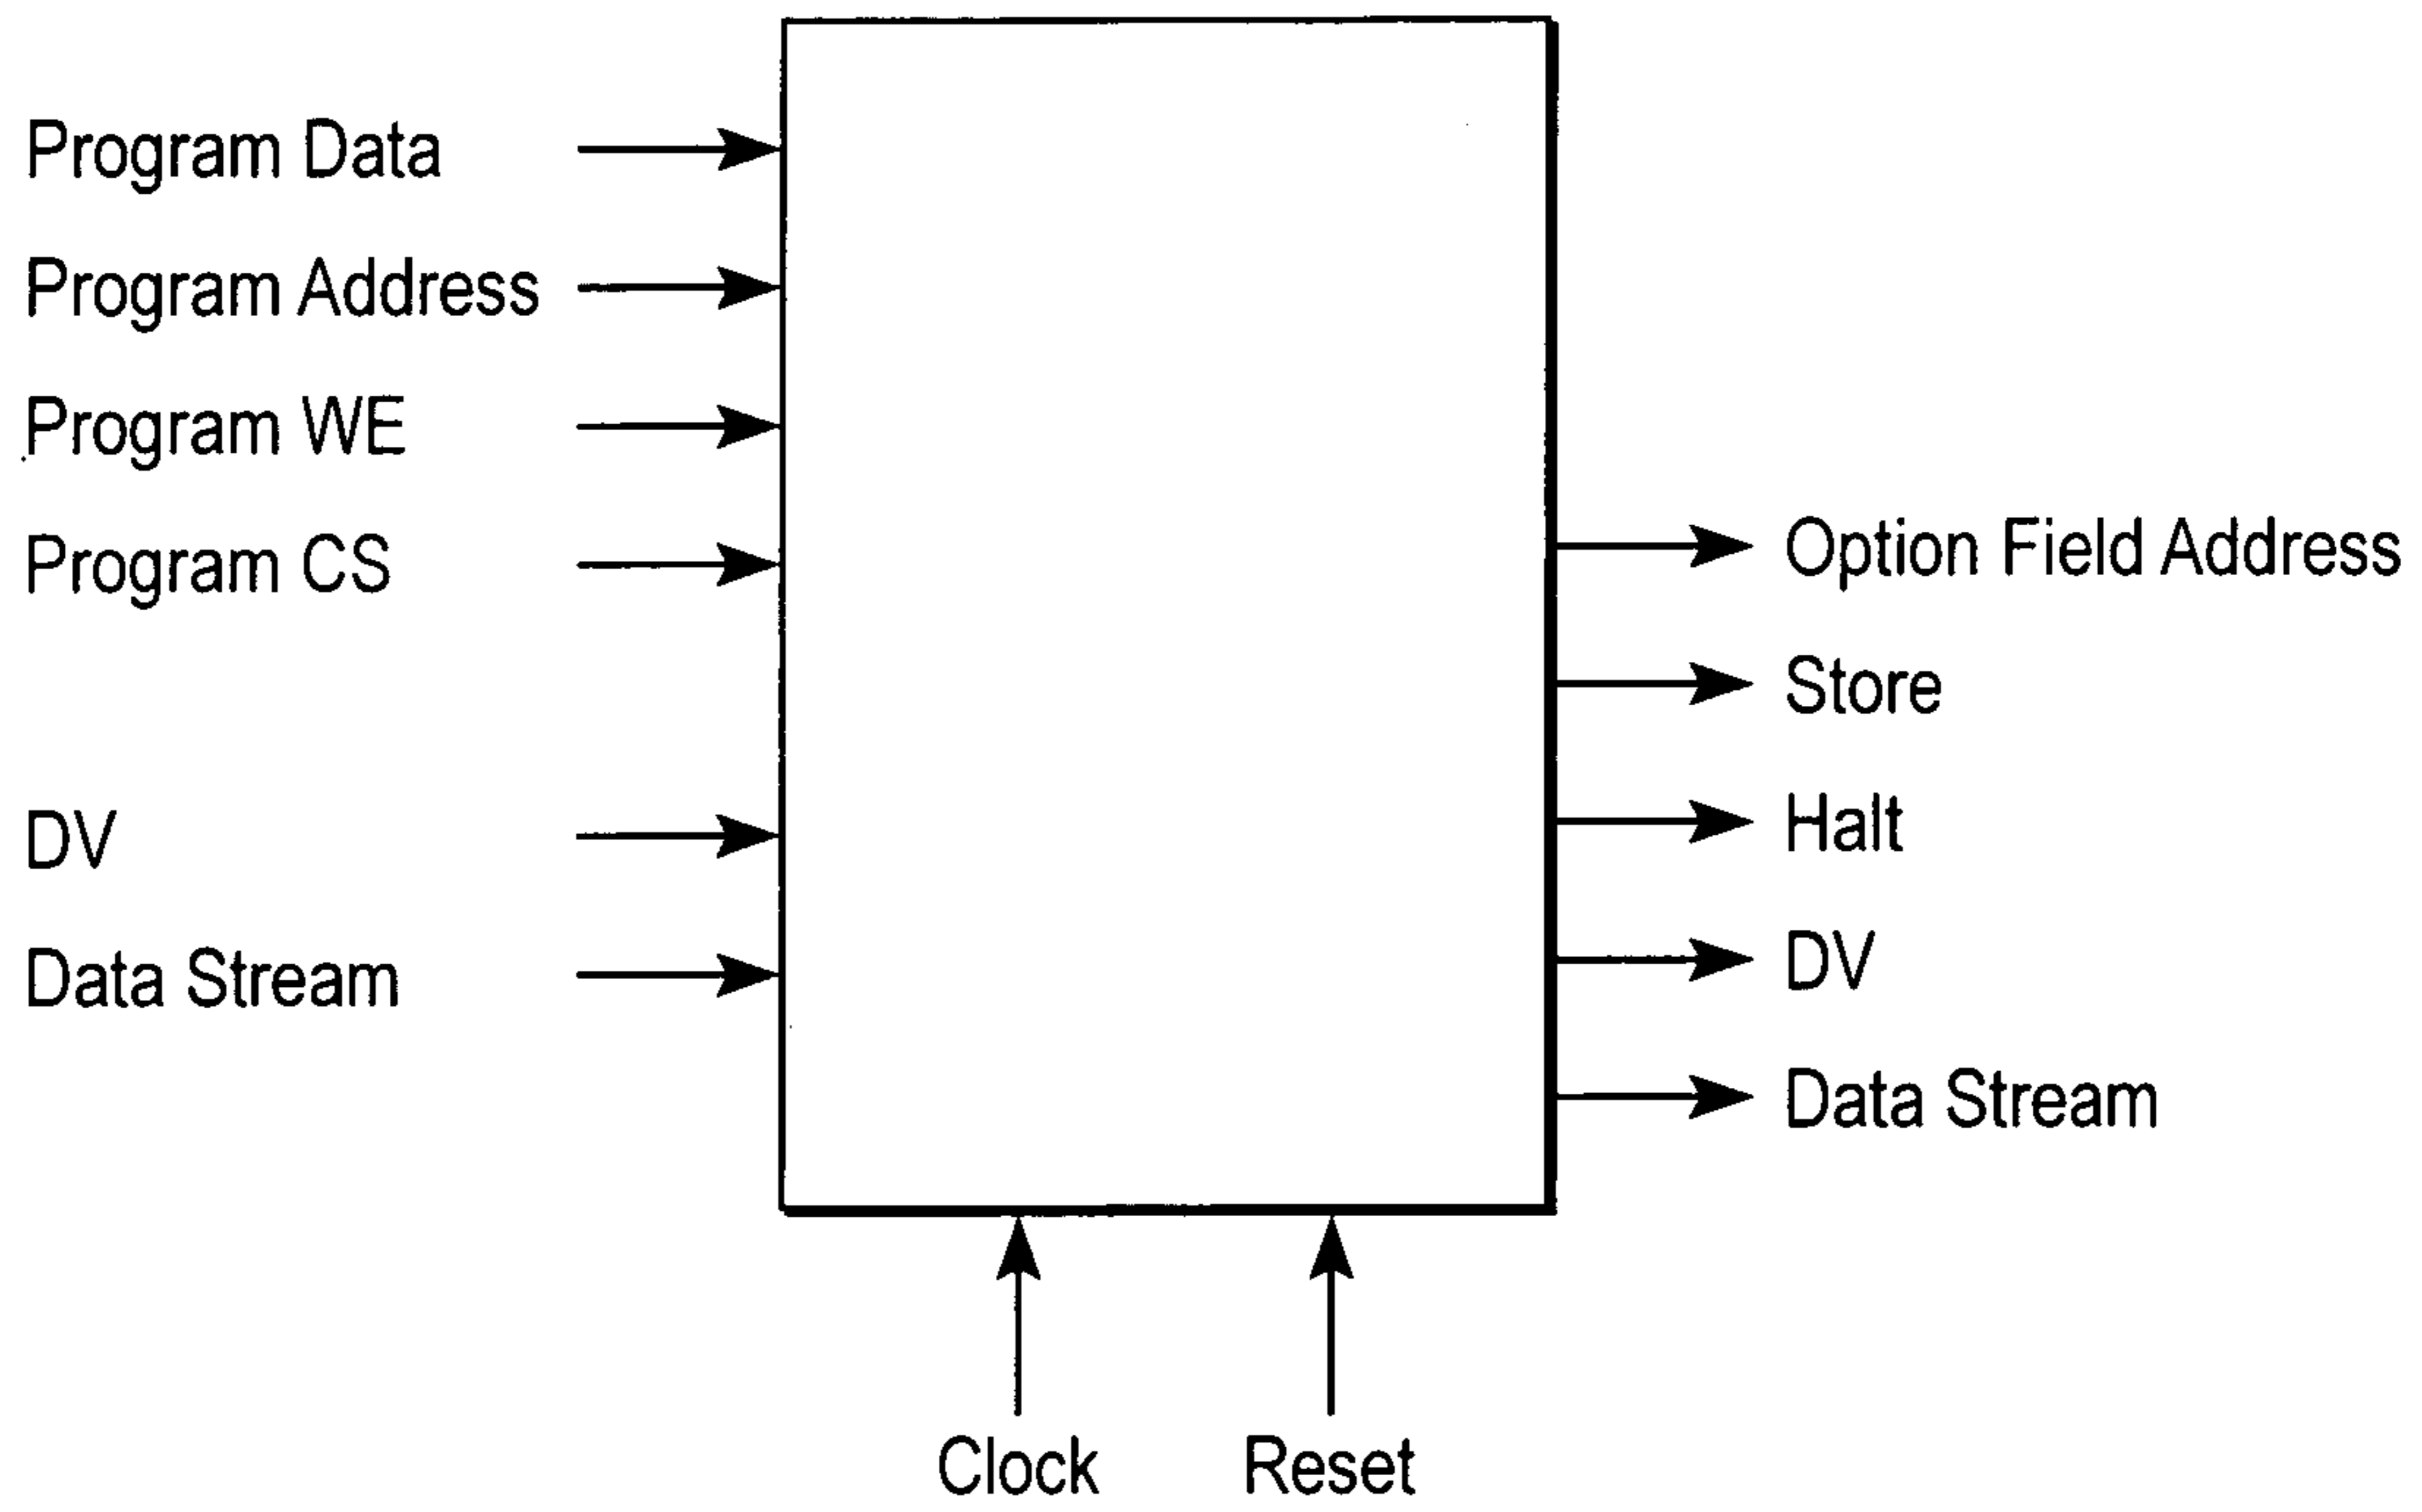 Program Data
Program Address
Program WE
Program CS
DV
Data Stream
Option Field Address
Store
Halt
DV
Data Stream
Clock
Reset